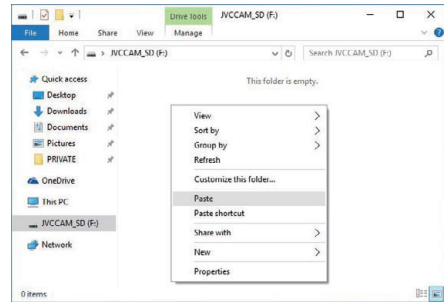 Drive Tools
JVCCAM_SD (F:)
File
Home
Share
View
Manage
JVCCAM_SD (F:)
Search JVCCAM_SD (F:)
Quick access
Desktop
Downloads
Documents
Pictures
PRIVATE
OneDrive
This PC
JVCCAM_SD (F:)
Network
This folder is empty.
View
Sort by
Group by
Refresh
Customize this folder...
Paste
Paste shortcut
Share with
New
Properties
0 items